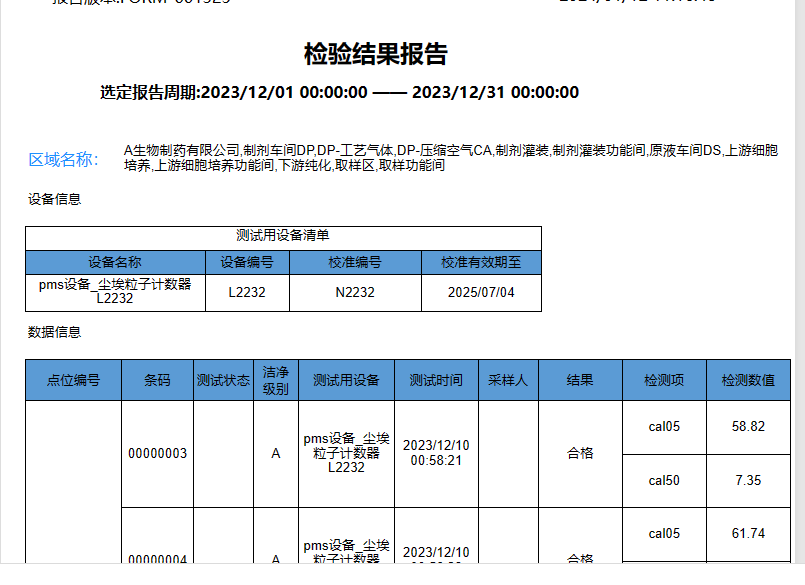 检验结果报告
选定报告周期:2023/12/01 00:00:00 —— 2023/12/31 00:00:00
区域名称:
A生物制药有限公司,制剂车间DP,DP-工艺气体,DP-压缩空气CA,制剂灌装,制剂灌装功能间,原液车间DS,上游细胞
培养,上游细胞培养功能间,下游纯化,取样区,取样功能间
设备信息
测试用设备清单
设备名称 设备编号 校准编号 校准有效期至
pms设备_尘埃粒子计数器
L2232 L2232 N2232 2025/07/04
数据信息
点位编号 条码 测试状态 洁净
级别 测试用设备 测试时间 采样人 结果 检测项 检测数值
00000003 A pms设备_尘埃
粒子计数器
L2232 2023/12/10
00:58:21 合格 cal05 58.82
cal50 7.35
00000004 A pms设备_尘埃
粒子计数器 2023/12/10 合格 cal05 61.74